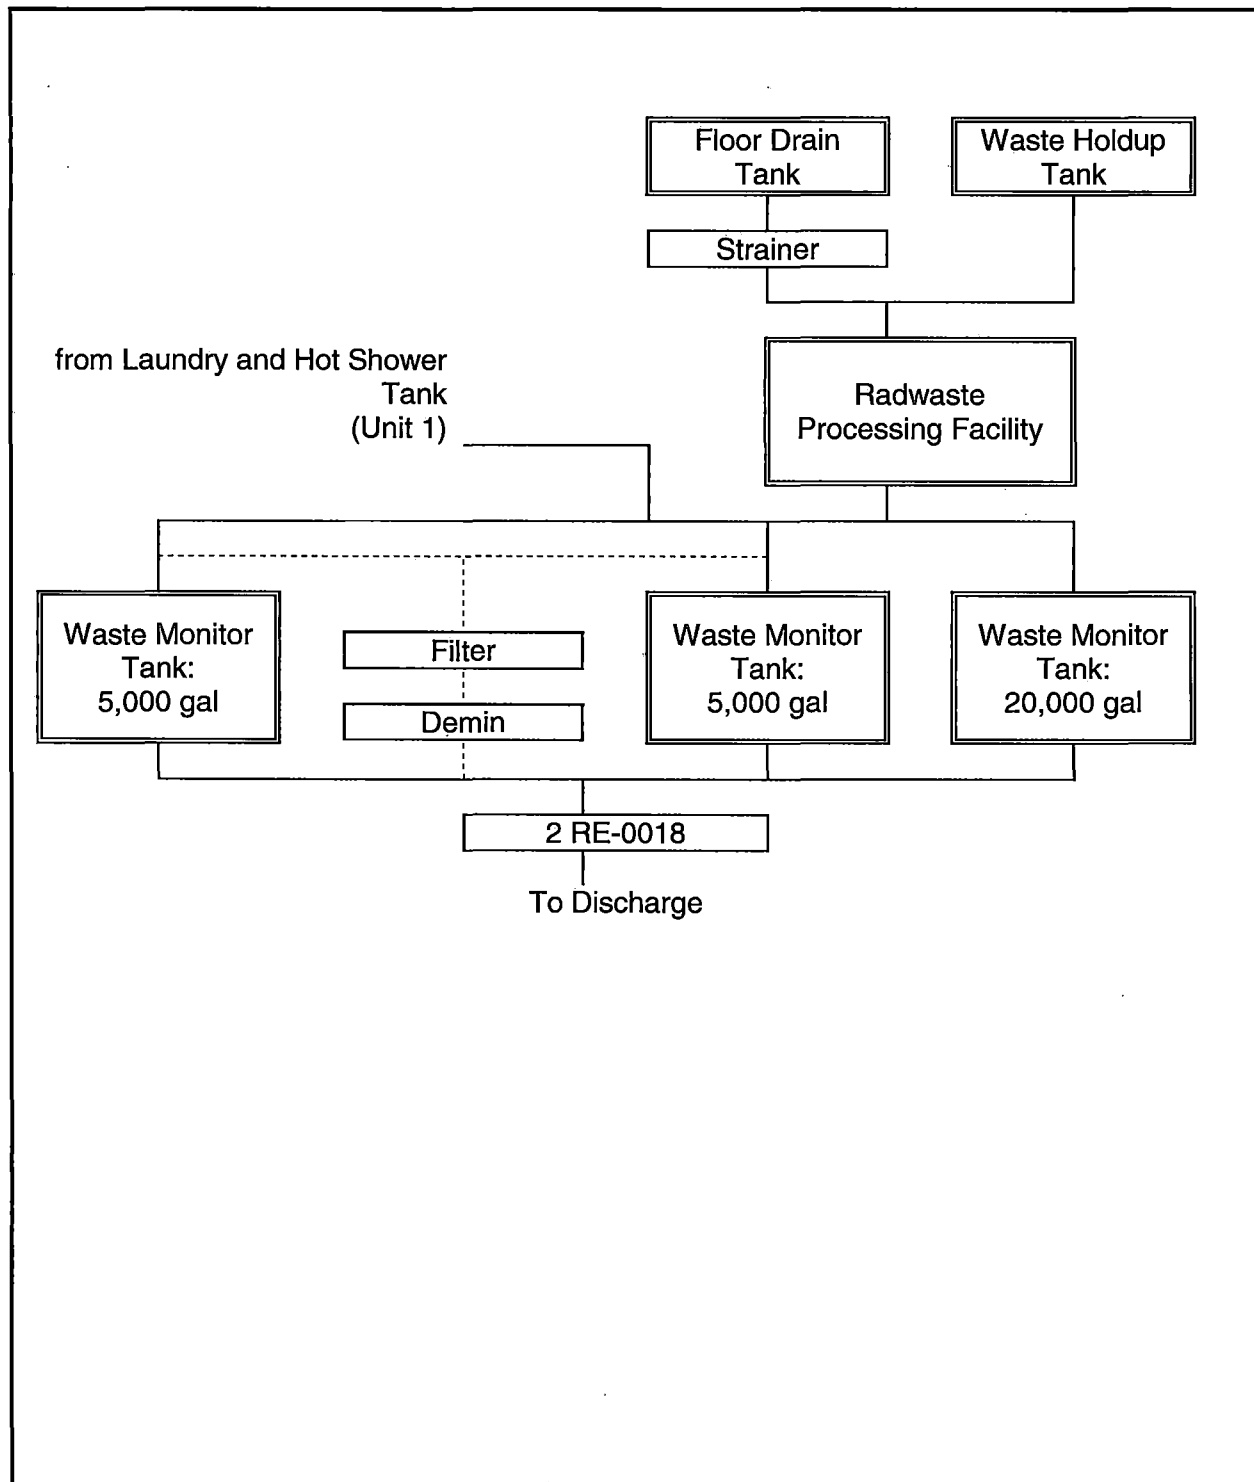 Floor Drain
Tank
Waste Holdup
Tank
Strainer
from Laundry and Hot Shower
Tank
(Unit 1)
Radwaste
Processing Facility
Waste Monitor
Tank:
5,000 gal
Filter
Demin
Waste Monitor
Tank:
5,000 gal
Waste Monitor
Tank:
20,000 gal
2 RE-0018
To Discharge